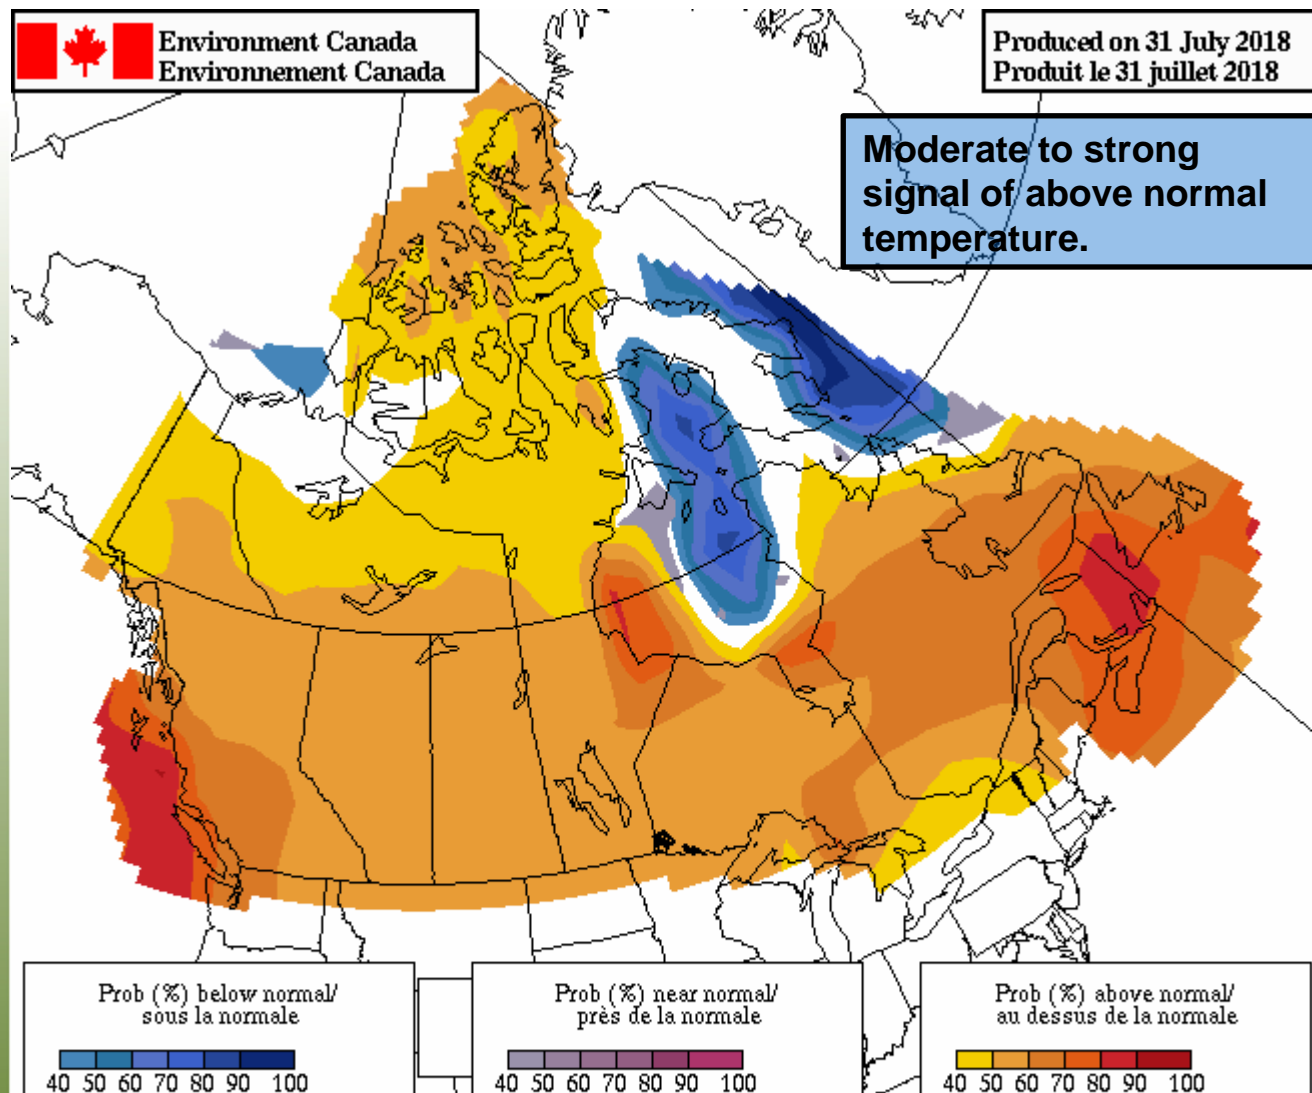 Environment Canada
Environnement Canada
Produced on 31 July 2018
Produit le 31 juillet 2018
Moderate to strong
signal of above normal
temperature.
Prob (%) below normal/
sous la normale
40 50 60 70 80 90 100
Prob (%) near normal/
près de la normale
40 50 60 70 80 90 100
Prob (%) above normal/
au dessus de la normale
40 50 60 70 80 90 100